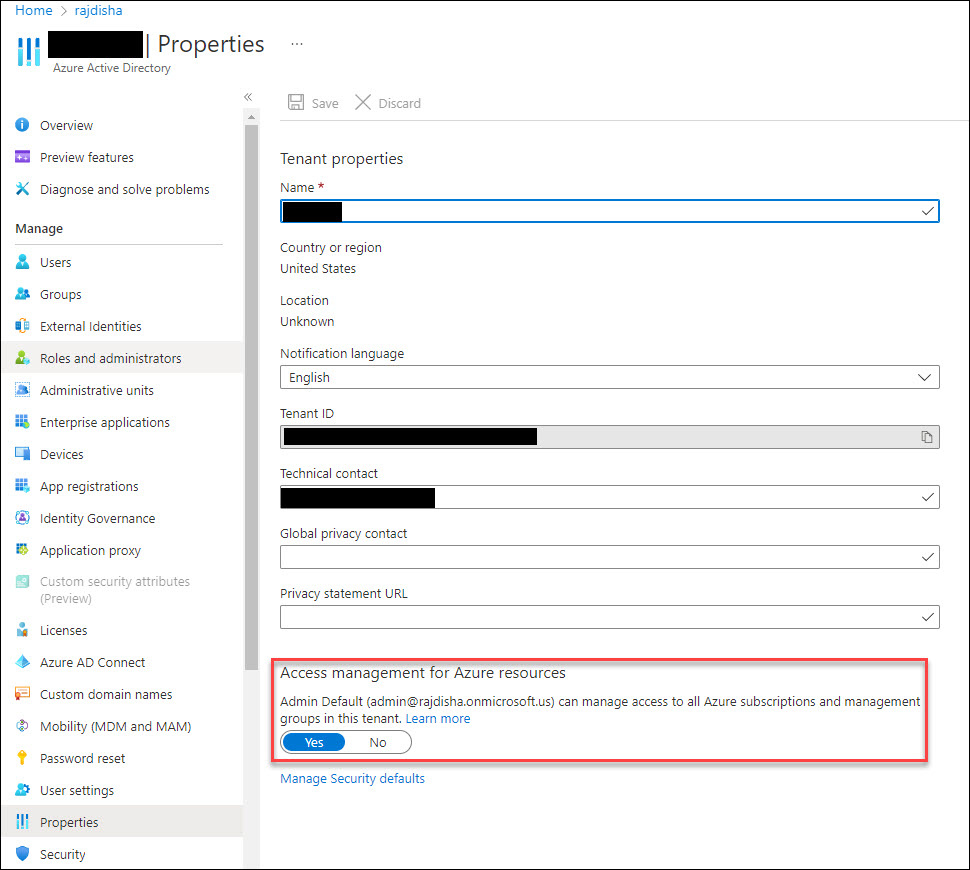 Home > rajdisha
| Properties ...
Azure Active Directory
«
Save Discard
Overview
Preview features
Diagnose and solve problems
Manage
Users
Groups
External Identities
Roles and administrators
Administrative units
Enterprise applications
Devices
App registrations
Identity Governance
Application proxy
Custom security attributes
(Preview)
Licenses
Azure AD Connect
Custom domain names
Mobility (MDM and MAM)
Password reset
User settings
Properties
Security
Tenant properties
Name *
Country or region
United States
Location
Unknown
Notification language
English
Tenant ID
Technical contact
Global privacy contact
Privacy statement URL
Access management for Azure resources
Admin Default (admin@rajdisha.onmicrosoft.us) can manage access to all Azure subscriptions and management
groups in this tenant. Learn more
Yes No
Manage Security defaults